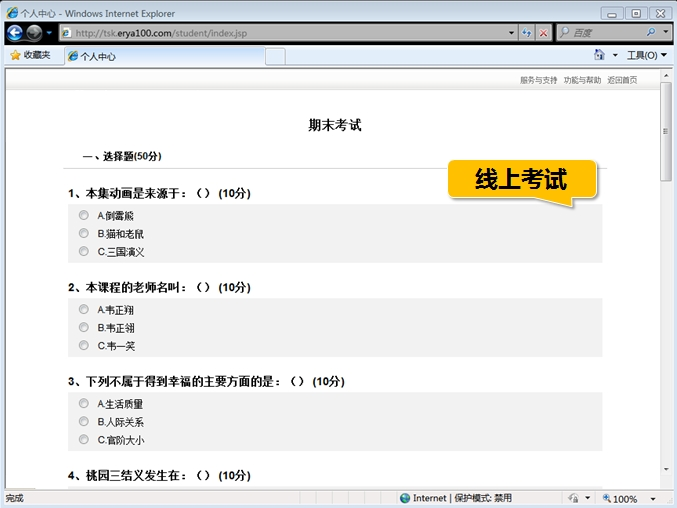 个人中心 - Windows Internet Explorer
http://tsk.erya100.com/student/index.jsp
百度
收藏夹
个人中心
工具(O)
服务与支持 功能与帮助 返回首页
期末考试
一、选择题(50分)
线上考试
1、本集动画是来源于：（） (10分)
A.倒霉熊
B.猫和老鼠
C.三国演义
2、本课程的老师名叫：（） (10分)
A.韦正翔
B.韦正翎
C.韦一笑
3、下列不属于得到幸福的主要方面的是：（） (10分)
A.生活质量
B.人际关系
C.官阶大小
4、桃园三结义发生在：（） (10分)
完成
Internet | 保护模式: 禁用
100%